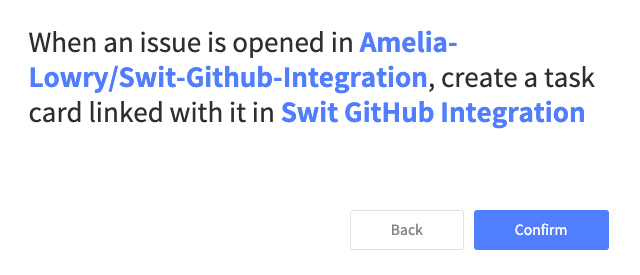 When an issue is opened in Amelia-
Lowry/Swit-Github-Integration, create a task
card linked with it in Swit GitHub Integration
Back
Confirm